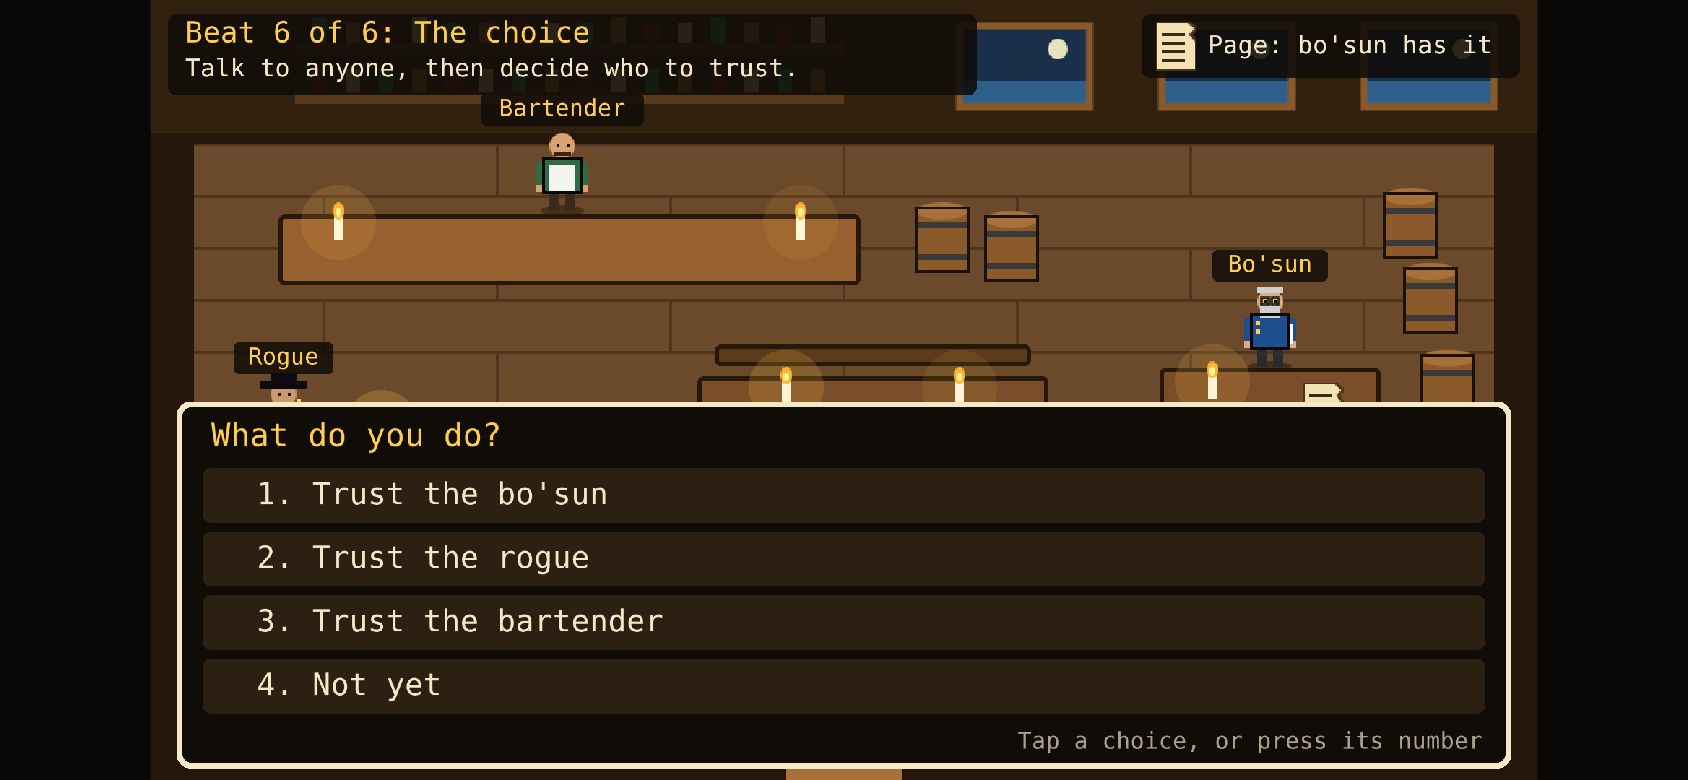 Beat 6 of 6: The choice
Talk to anyone, then decide who to trust.
Page: bo'sun has it
Bartender
Bo'sun
Rogue
What do you do?
1. Trust the bo'sun
2. Trust the rogue
3. Trust the bartender
4. Not yet
Tap a choice, or press its number